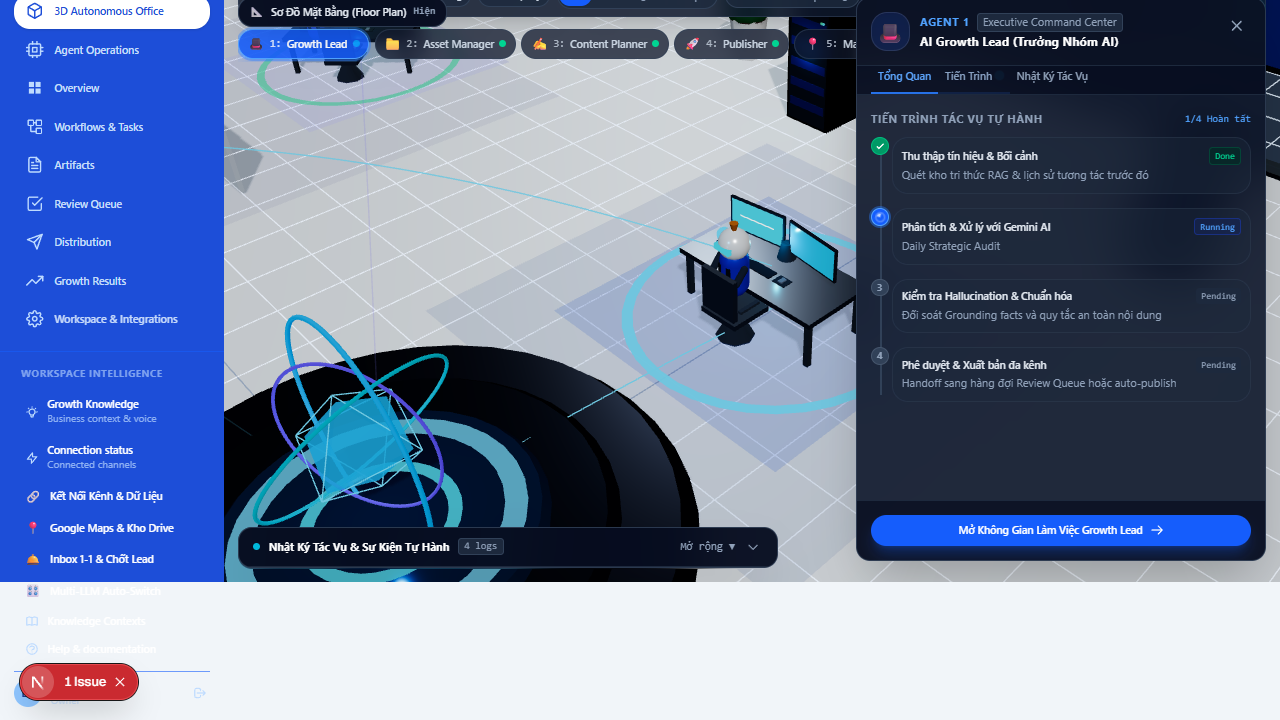 3D Autonomous Office
Agent Operations
Overview
Workflows & Tasks
Artifacts
Review Queue
Distribution
Growth Results
Workspace & Integrations
WORKSPACE INTELLIGENCE
Growth Knowledge
Business context & voice
Connection status
Connected channels
Kết Nối Kênh & Dữ Liệu
Google Maps & Kho Drive
Inbox 1-1 & Chốt Lead
Multi-LLM Auto-Switch
Knowledge Contexts
Help & documentation
1 Issue
Sơ Đồ Mặt Bằng (Floor Plan) Hiện
1: Growth Lead
2: Asset Manager
3: Content Planner
4: Publisher
5: Ma
Nhật Ký Tác Vụ & Sự Kiện Tự Hành 4 logs Mở rộng ▼
AGENT 1 Executive Command Center
AI Growth Lead (Trưởng Nhóm AI)
Tổng Quan Tiến Trình Nhật Ký Tác Vụ
TIẾN TRÌNH TÁC VỤ TỰ HÀNH 1/4 Hoàn tất
Thu thập tín hiệu & Bối cảnh Done
Quét kho tri thức RAG & lịch sử tương tác trước đó
Phân tích & Xử lý với Gemini AI Running
Daily Strategic Audit
3 Kiểm tra Hallucination & Chuẩn hóa Pending
Đối soát Grounding facts và quy tắc an toàn nội dung
4 Phê duyệt & Xuất bản đa kênh Pending
Handoff sang hàng đợi Review Queue hoặc auto-publish
Mở Không Gian Làm Việc Growth Lead →